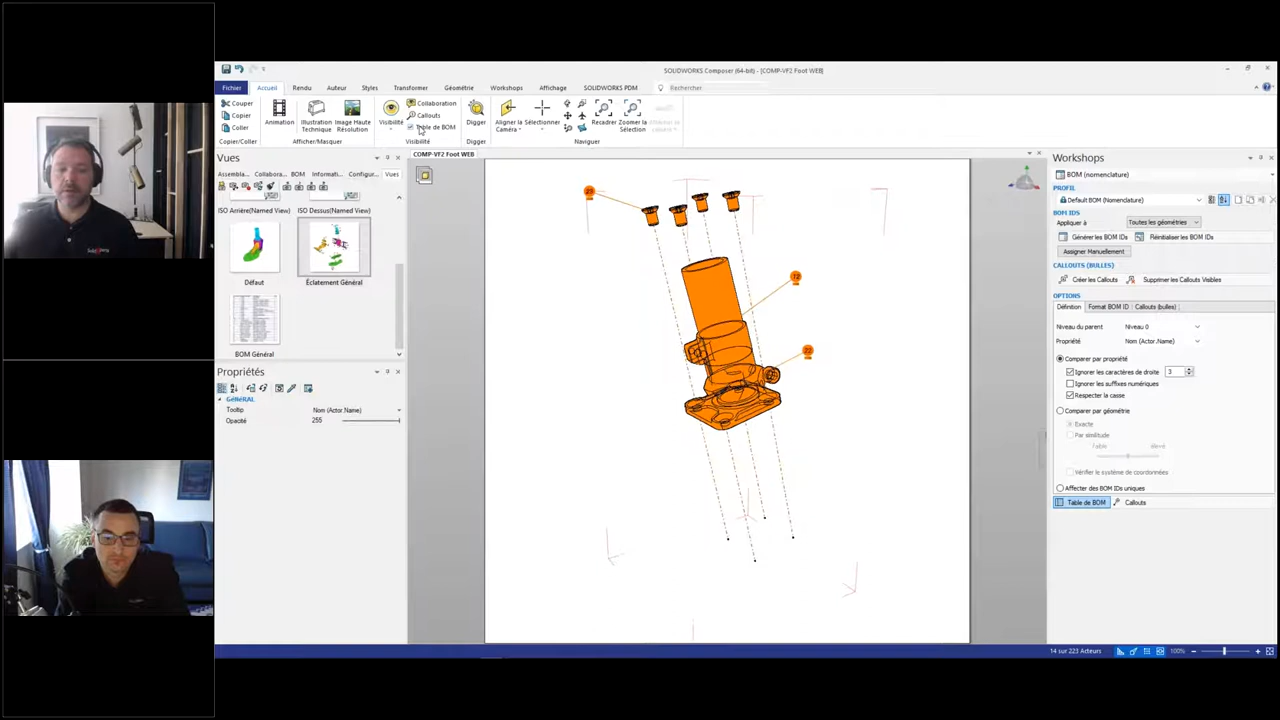 SOLIDWORKS Composer (64-bit) - [COMP-VF2 Foot WEB]
Fichier Accueil Rendu Auteur Styles Transformer Géométrie Workshops Affichage SOLIDWORKS PDM Rechercher
Couper
Copier
Coller
Copier/Coller
Animation
Illustration Technique
Image Haute Résolution
Afficher/Masquer
Visibilité
Collaboration
Callouts
Table de BOM
Visibilité
Digger
Digger
Aligner la Caméra
Sélectionner
Recadrer
Zoomer la Sélection
Naviguer
Vues
COMP-VF2 Foot WEB
Workshops
Assembla... Collabora... BOM Informati... Configur... Vues
ISO Arrière(Named View) ISO Dessus(Named View)
Défaut
Éclatement Général
BOM Général
Propriétés
GéNéRAL
Tooltip Nom (Actor.Name)
Opacité 255
BOM (nomenclature)
PROFIL
Default BOM (Nomenclature)
BOM IDS
Appliquer à Toutes les géométries
Générer les BOM IDs Réinitialiser les BOM IDs
Assigner Manuellement
CALLOUTS (BULLES)
Créer les Callouts Supprimer les Callouts Visibles
OPTIONS
Définition Format BOM ID Callouts (bulles)
Niveau du parent Niveau 0
Propriété Nom (Actor.Name)
Comparer par propriété
Ignorer les caractères de droite 3
Ignorer les suffixes numériques
Respecter la casse
Comparer par géométrie
Exacte
Par similitude
Vérifier le système de coordonnées
Affecter des BOM IDs uniques
Table de BOM Callouts
14 sur 223 Acteurs
100%